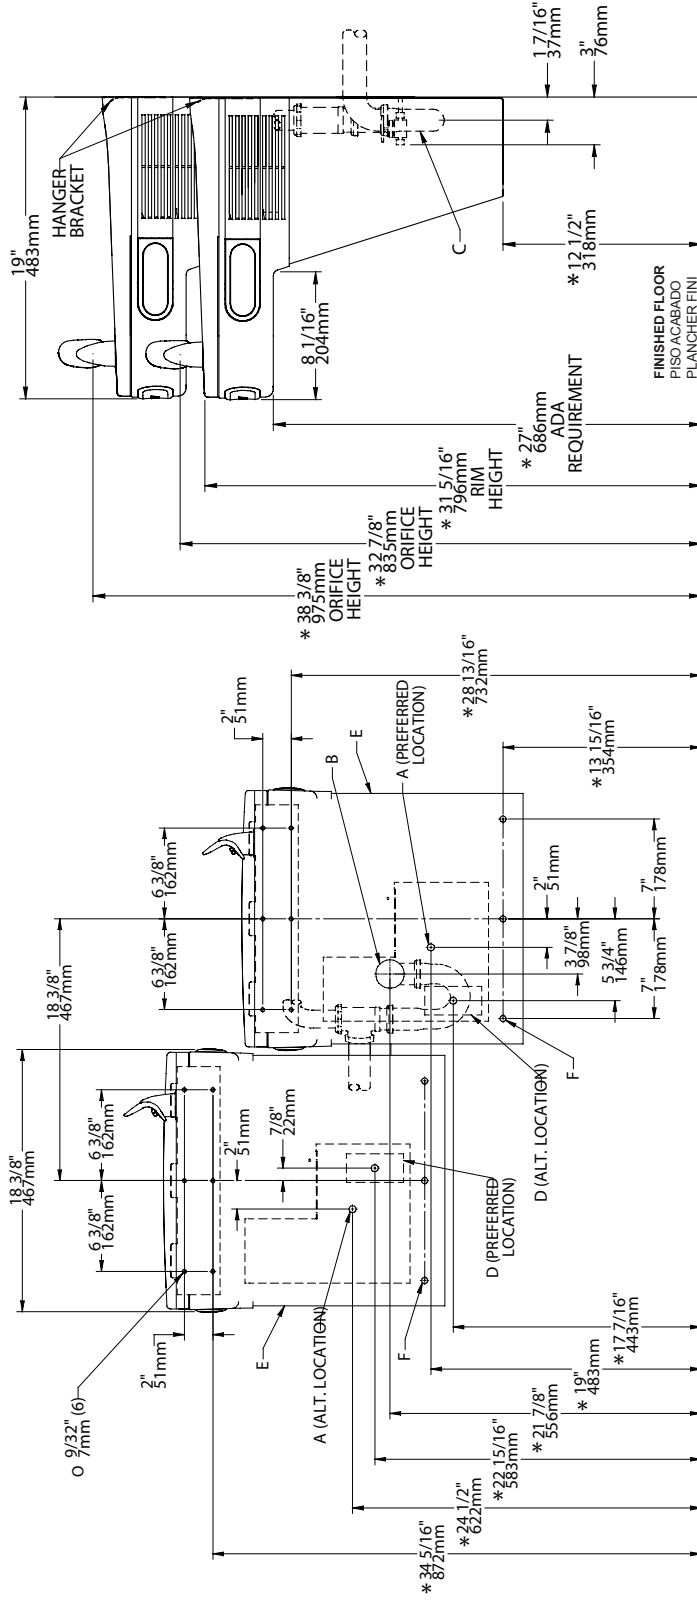 19"
483mm
HANGER
BRACKET
1 7/16"
37mm
3"
76mm
C
* 12 1/2"
318mm
8 1/16"
204mm
FINISHED FLOOR
PISO ACABADO
PLANCHER FINI
* 27"
686mm
ADA
REQUIREMENT
* 31 5/16"
796mm
RIM
HEIGHT
* 32 7/8"
835mm
ORIFICE
HEIGHT
* 38 3/8"
975mm
ORIFICE
HEIGHT
18 3/8"
467mm
18 3/8"
467mm
6 3/8"
162mm
6 3/8"
162mm
6 3/8"
162mm
6 3/8"
162mm
2"
51mm
O 9/32" (6)
7mm
2"
51mm
2"
51mm
7/8"
22mm
E
A (ALT. LOCATION)
F
D (PREFERRED
LOCATION)
D (ALT. LOCATION)
F
B
E
A (PREFERRED
LOCATION)
2"
51mm
3 7/8"
98mm
5 3/4"
146mm
7"
178mm
7"
178mm
* 28 13/16"
732mm
* 13 15/16"
354mm
* 17 7/16"
443mm
* 19"
483mm
* 21 7/8"
556mm
* 22 15/16"
583mm
* 24 1/2"
622mm
* 34 5/16"
872mm